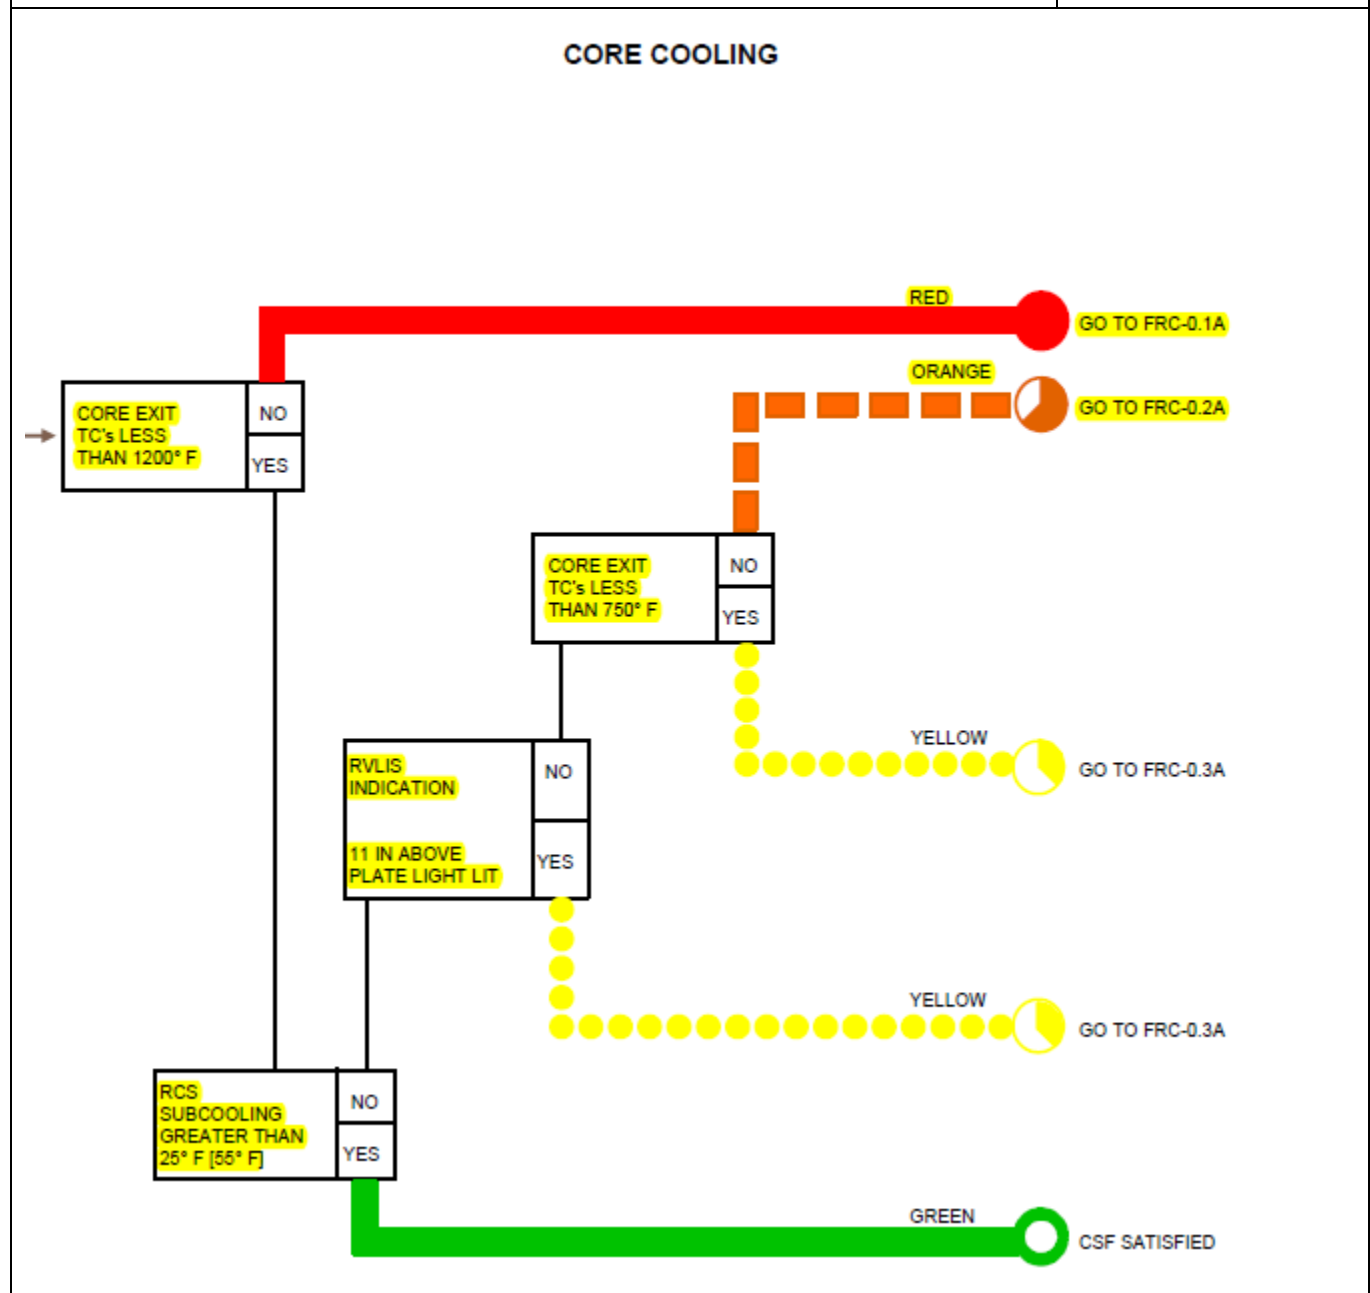 CORE COOLING
RED
GO TO FRC-0.1A
ORANGE
GO TO FRC-0.2A
CORE EXIT
TC's LESS
THAN 1200° F
NO
YES
CORE EXIT
TC's LESS
THAN 750° F
NO
YES
YELLOW
GO TO FRC-0.3A
RVLIS
INDICATION
11 IN ABOVE
PLATE LIGHT LIT
NO
YES
YELLOW
GO TO FRC-0.3A
RCS
SUBCOOLING
GREATER THAN
25° F [55° F]
NO
YES
GREEN
CSF SATISFIED